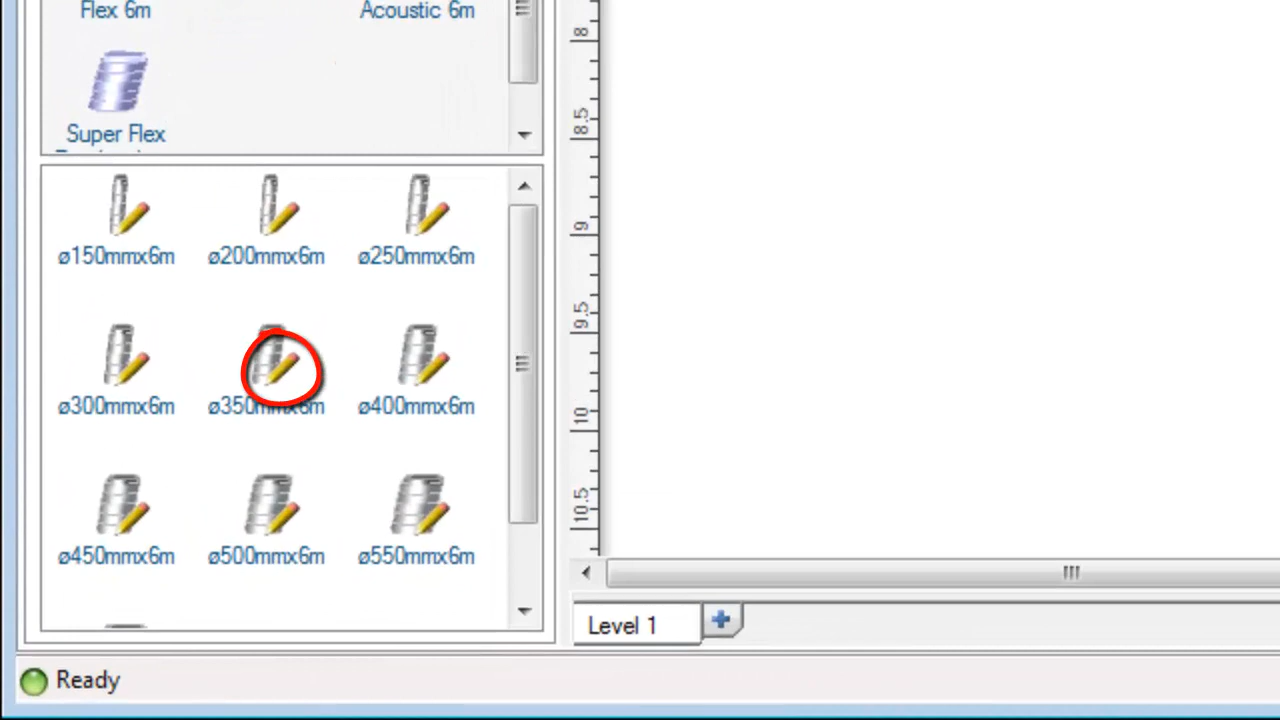 Flex 6m
Acoustic 6m
Super Flex
ø150mmx6m
ø200mmx6m
ø250mmx6m
ø300mmx6m
ø350mmx6m
ø400mmx6m
ø450mmx6m
ø500mmx6m
ø550mmx6m
8
8.5
9
9.5
10
10.5
Level 1
Ready